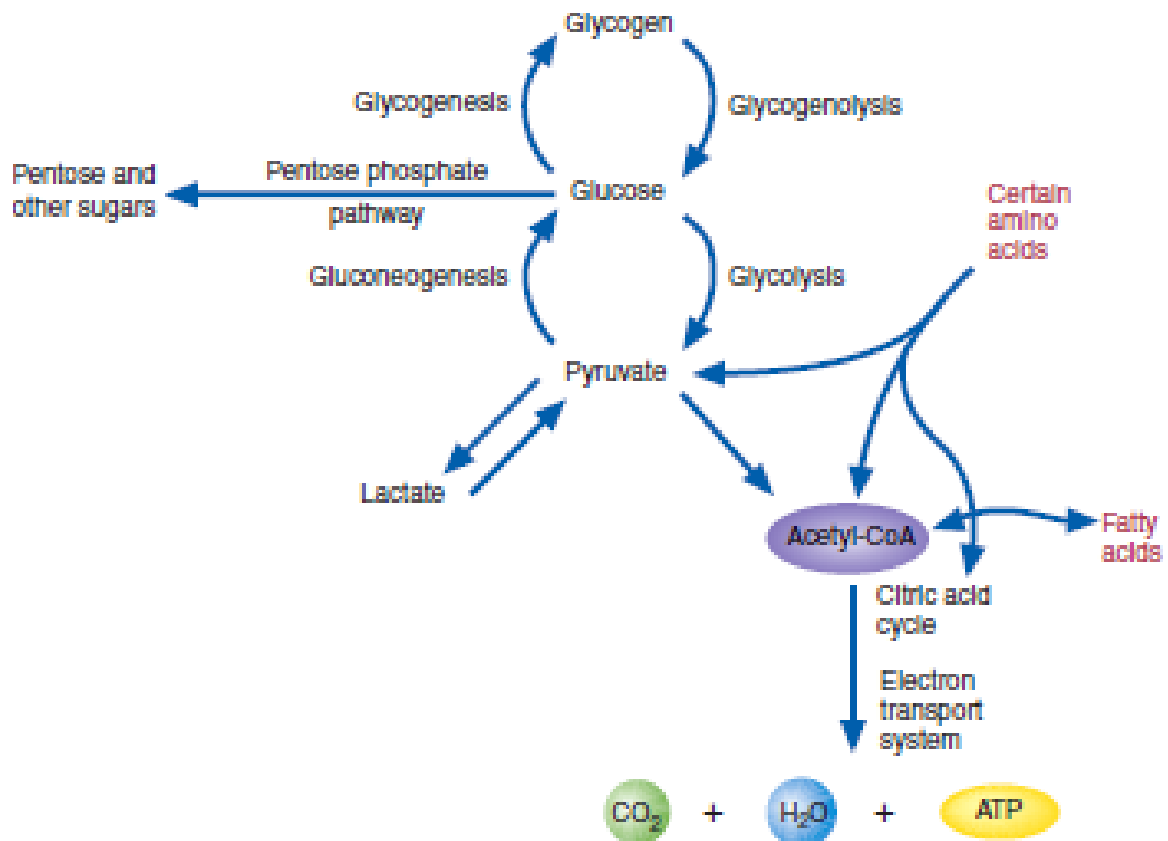 Glycogen
Glycogenesis
Glycogenolysis
Pentose and
other sugars
Pentose phosphate
pathway
Glucose
Certain
amino
acids
Gluconeogenesis
Glycolysis
Pyruvate
Lactate
Acetyl-CoA
Fatty
acids
Citric acid
cycle
Electron
transport
system
CO₂ + H₂O + ATP